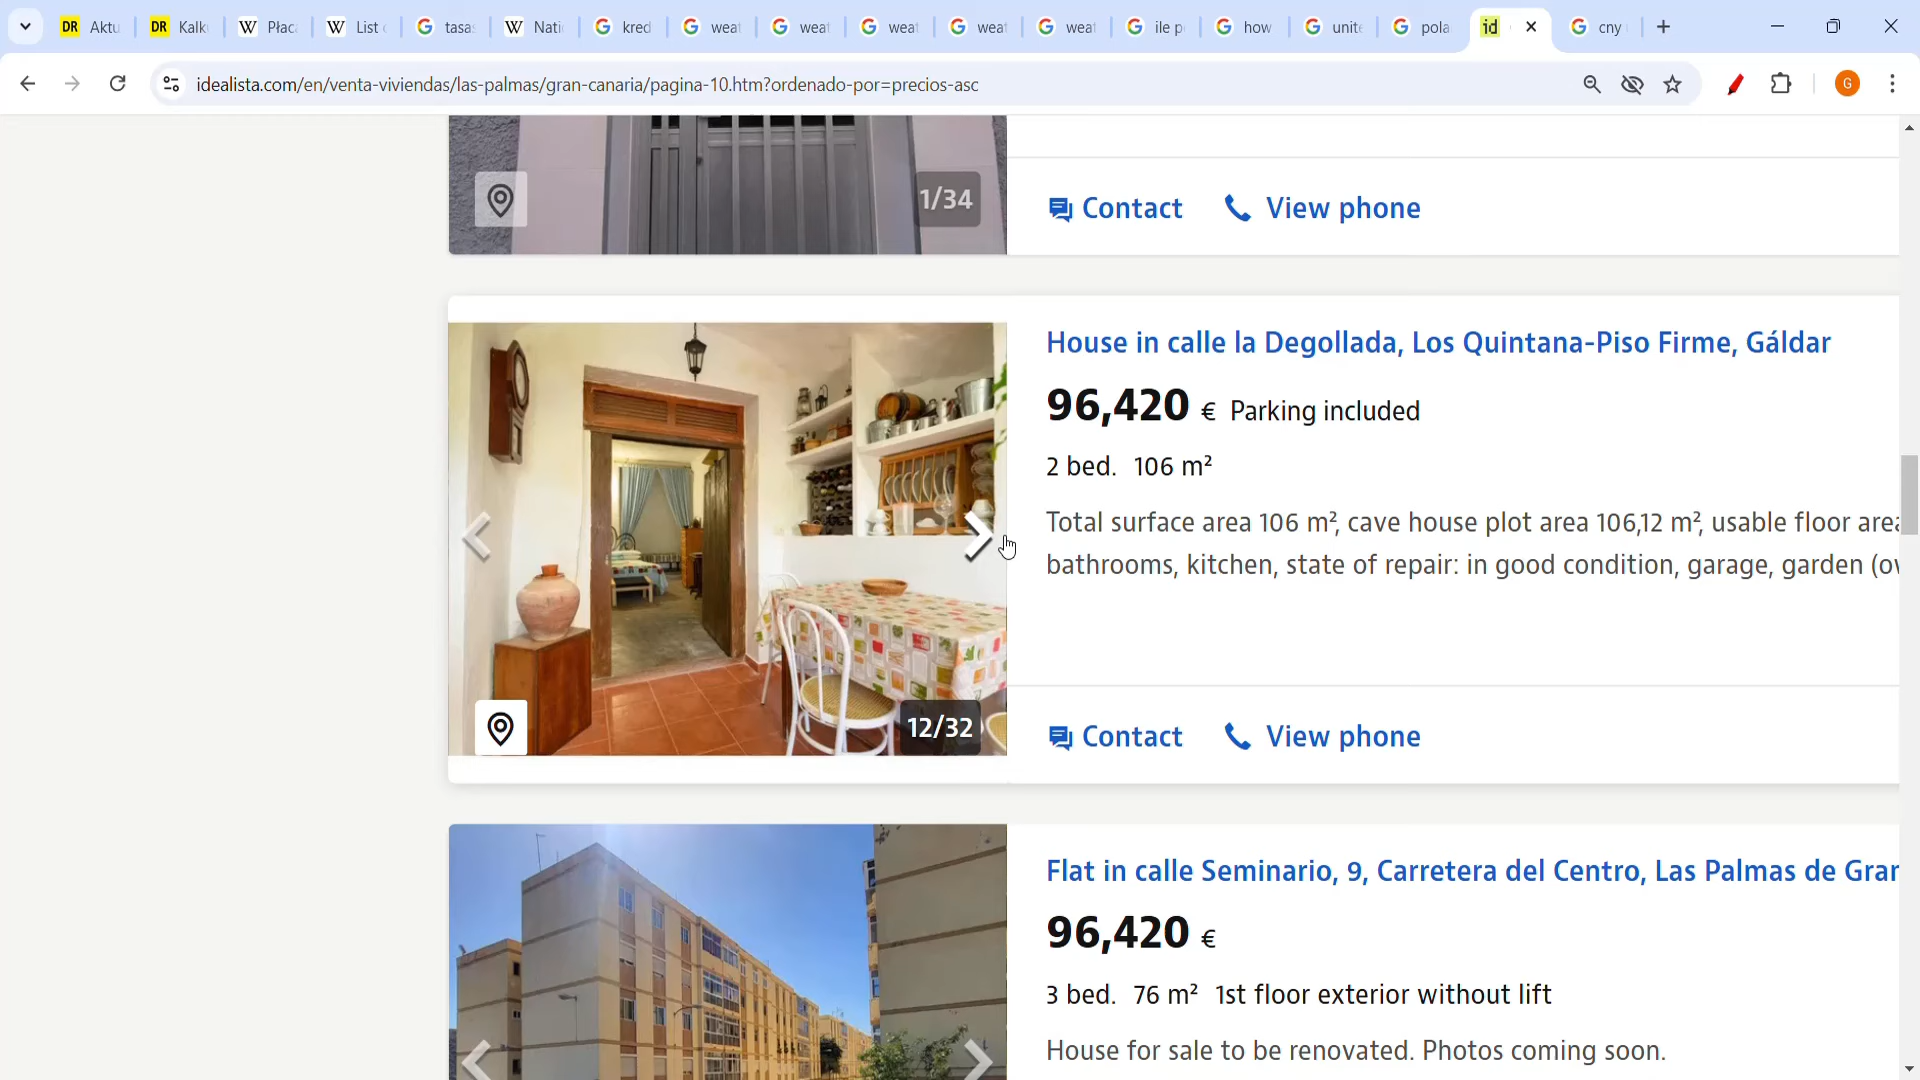 DR Aktu
DR Kalk
W Płac
W List
G tasa
W Nati
G kred
G weat
G weat
G weat
G weat
G weat
G ile p
G how
G unit
G pola
id
G cny
idealista.com/en/venta-viviendas/las-palmas/gran-canaria/pagina-10.htm?ordenado-por=precios-asc
G
1/34
Contact View phone
House in calle la Degollada, Los Quintana-Piso Firme, Gáldar
96,420 € Parking included
2 bed. 106 m²
Total surface area 106 m², cave house plot area 106,12 m², usable floor area
bathrooms, kitchen, state of repair: in good condition, garage, garden (ow
12/32
Contact View phone
Flat in calle Seminario, 9, Carretera del Centro, Las Palmas de Gran
96,420 €
3 bed. 76 m² 1st floor exterior without lift
House for sale to be renovated. Photos coming soon.